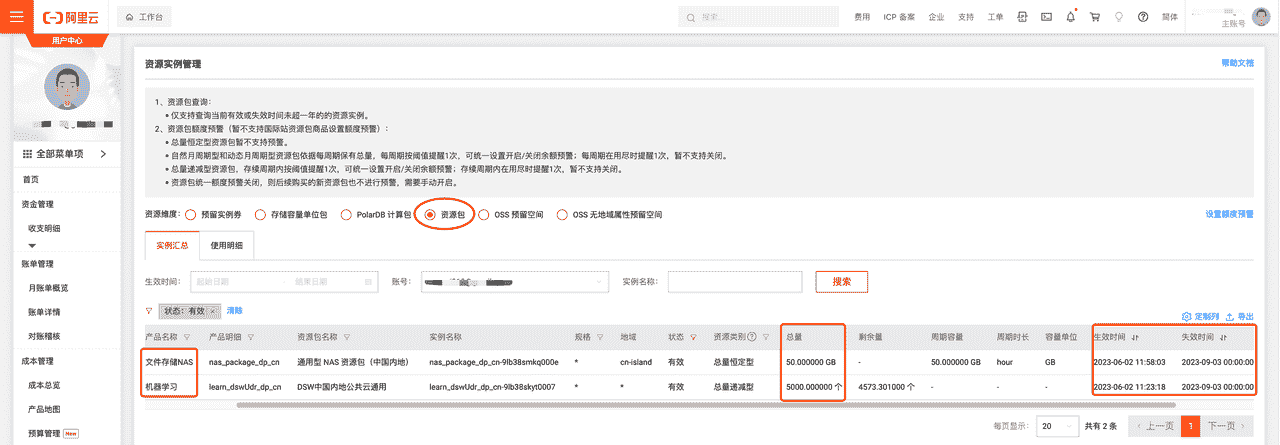 阿里云
工作台
搜索...
费用
ICP 备案
企业
支持
工单
简体
主账号
用户中心
全部菜单项
首页
资金管理
收支明细
账单管理
月账单概览
账单详情
对账稽核
成本管理
成本总览
产品地图
预算管理 New
资源实例管理
帮助文档
1、资源包查询：
• 仅支持查询当前有效或失效时间未超一年的的资源实例。
2、资源包额度预警（暂不支持国际站资源包商品设置额度预警）：
• 总量恒定型资源包暂不支持预警。
• 自然月周期型和动态月周期型资源包依据每周期保有总量，每周期按阈值提醒1次，可统一设置开启/关闭余额预警；每周期在用尽时提醒1次，暂不支持关闭。
• 总量递减型资源包，存续周期内按阈值提醒1次，可统一设置开启/关闭余额预警；存续周期内在用尽时提醒1次，暂不支持关闭。
• 资源包统一额度预警关闭，则后续购买的新资源包也不进行预警，需要手动开启。
资源维度： 预留实例券 存储容量单位包 PolarDB 计算包 资源包 OSS 预留空间 OSS 无地域属性预留空间
设置额度预警
实例汇总 使用明细
生效时间： 起始日期 - 结束日期 账号： 实例名称： 搜索
状态：有效 × 清除
定制列 导出
产品名称 产品明细 资源包名称 实例名称 规格 地域 状态 资源类别 总量 剩余量 周期容量 周期时长 容量单位 生效时间 失效时间
文件存储NAS nas_package_dp_cn 通用型 NAS 资源包（中国内地） nas_package_dp_cn-9lb38smkq000e * cn-island 有效 总量恒定型 50.000000 GB - 50.000000 GB hour GB 2023-06-02 11:58:03 2023-09-03 00:00:00
机器学习 learn_dswUdr_dp_cn DSW中国内地公共云通用 learn_dswUdr_dp_cn-9lb38skyt0007 * * 有效 总量递减型 5000.000000 个 4573.301000 个 - - - 2023-06-02 11:23:18 2023-09-03 00:00:00
每页显示： 20 共有 2 条 上一页 1 下一页